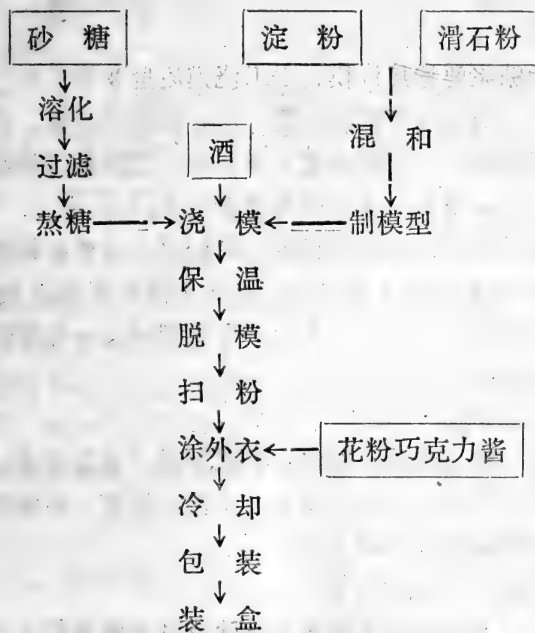 砂糖 淀粉 滑石粉
溶化
混和
过滤
酒
熬糖 浇模 制模型
保温
脱模
扫粉
涂外衣 花粉巧克力酱
冷却
包装
装盒